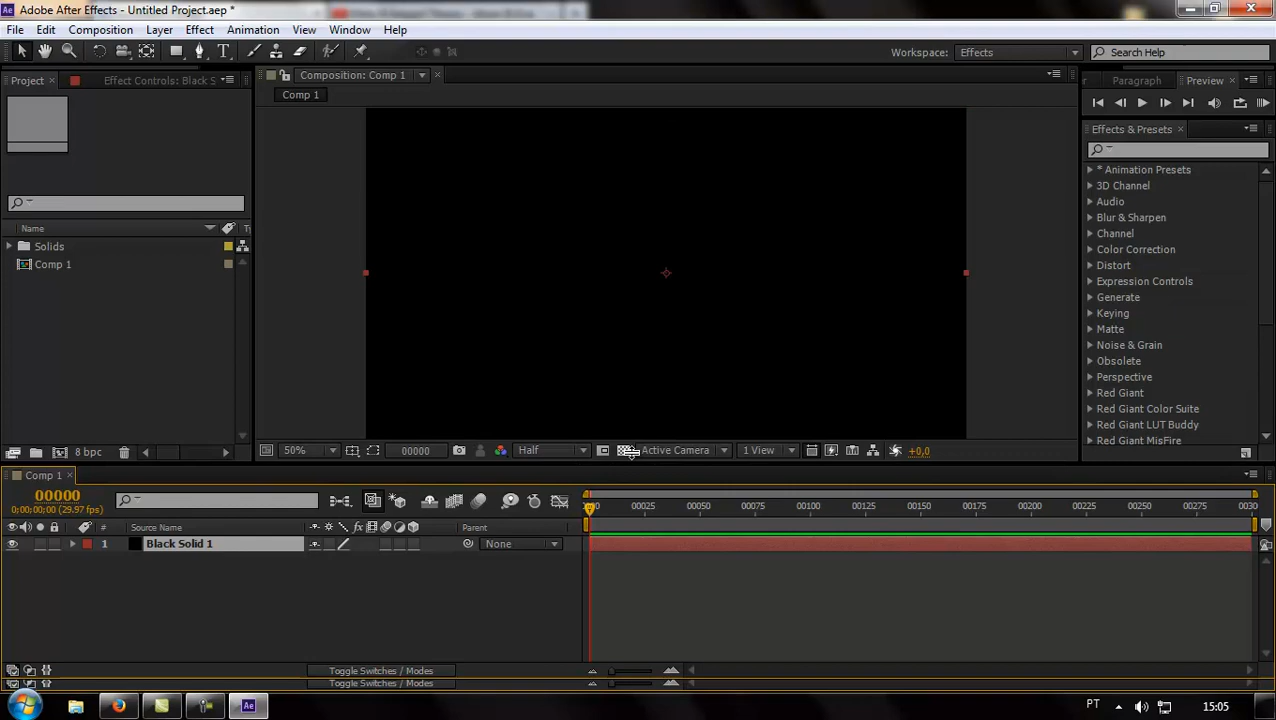 Adobe After Effects - Untitled Project.aep *
File Edit Composition Layer Effect Animation View Window Help
Workspace: Effects Search Help
Project Effect Controls: Black S Composition: Comp 1 Paragraph Preview
Comp 1
Effects & Presets
* Animation Presets
3D Channel
Audio
Blur & Sharpen
Channel
Color Correction
Distort
Expression Controls
Generate
Keying
Matte
Noise & Grain
Obsolete
Perspective
Red Giant
Red Giant Color Suite
Red Giant LUT Buddy
Red Giant MisFire
Name
Solids
Comp 1
8 bpc
50% 00000 Half Active Camera 1 View +0,0
Comp 1
00000
0;00;00;00 (29.97 fps)
00025 00050 00075 00100 00125 00150 00175 00200 00225 00250 00275
# Source Name Parent
1 Black Solid 1 None
Toggle Switches / Modes
Toggle Switches / Modes
Ae PT 15:05